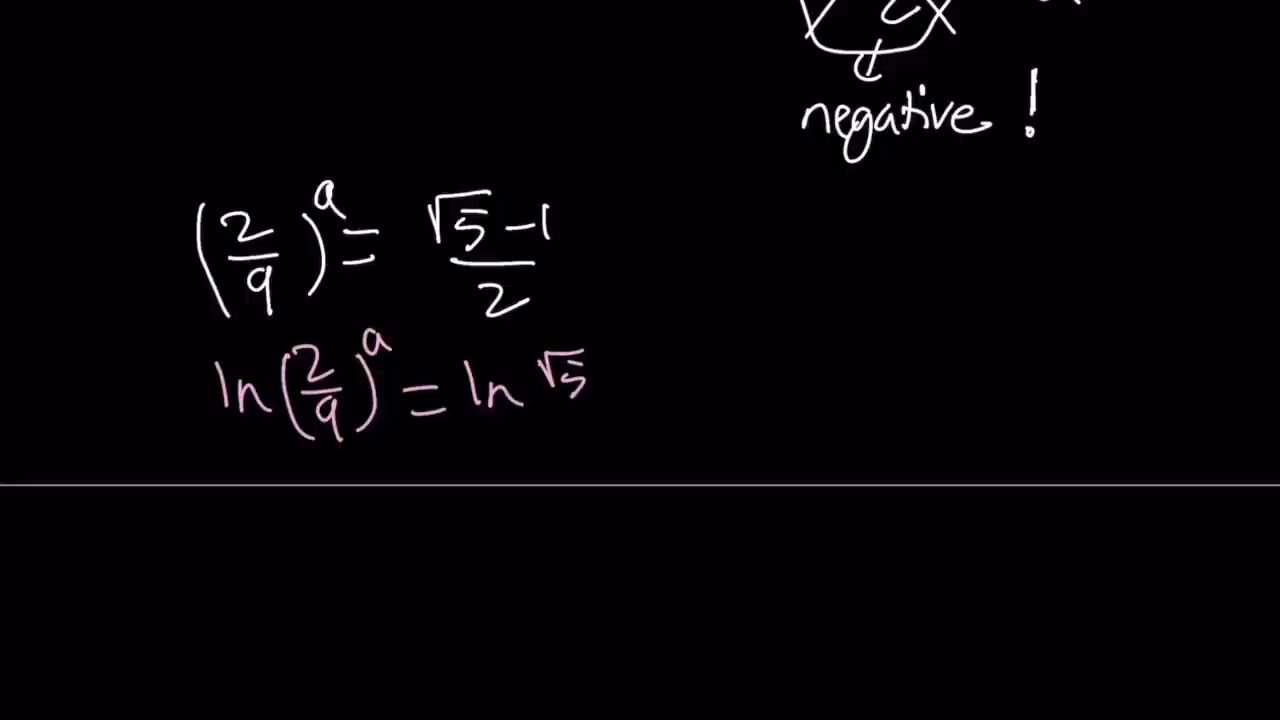 negative !
(2/9)^a = √5-1/2
ln(2/9)^a = ln √5